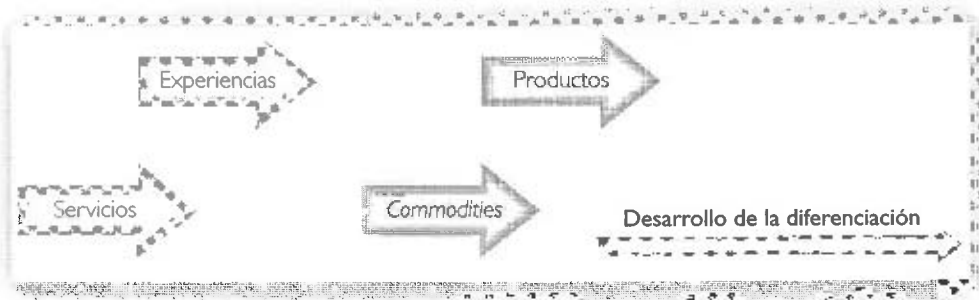 Experiencias
Productos
Servicios
Commodities
Desarrollo de la diferenciación